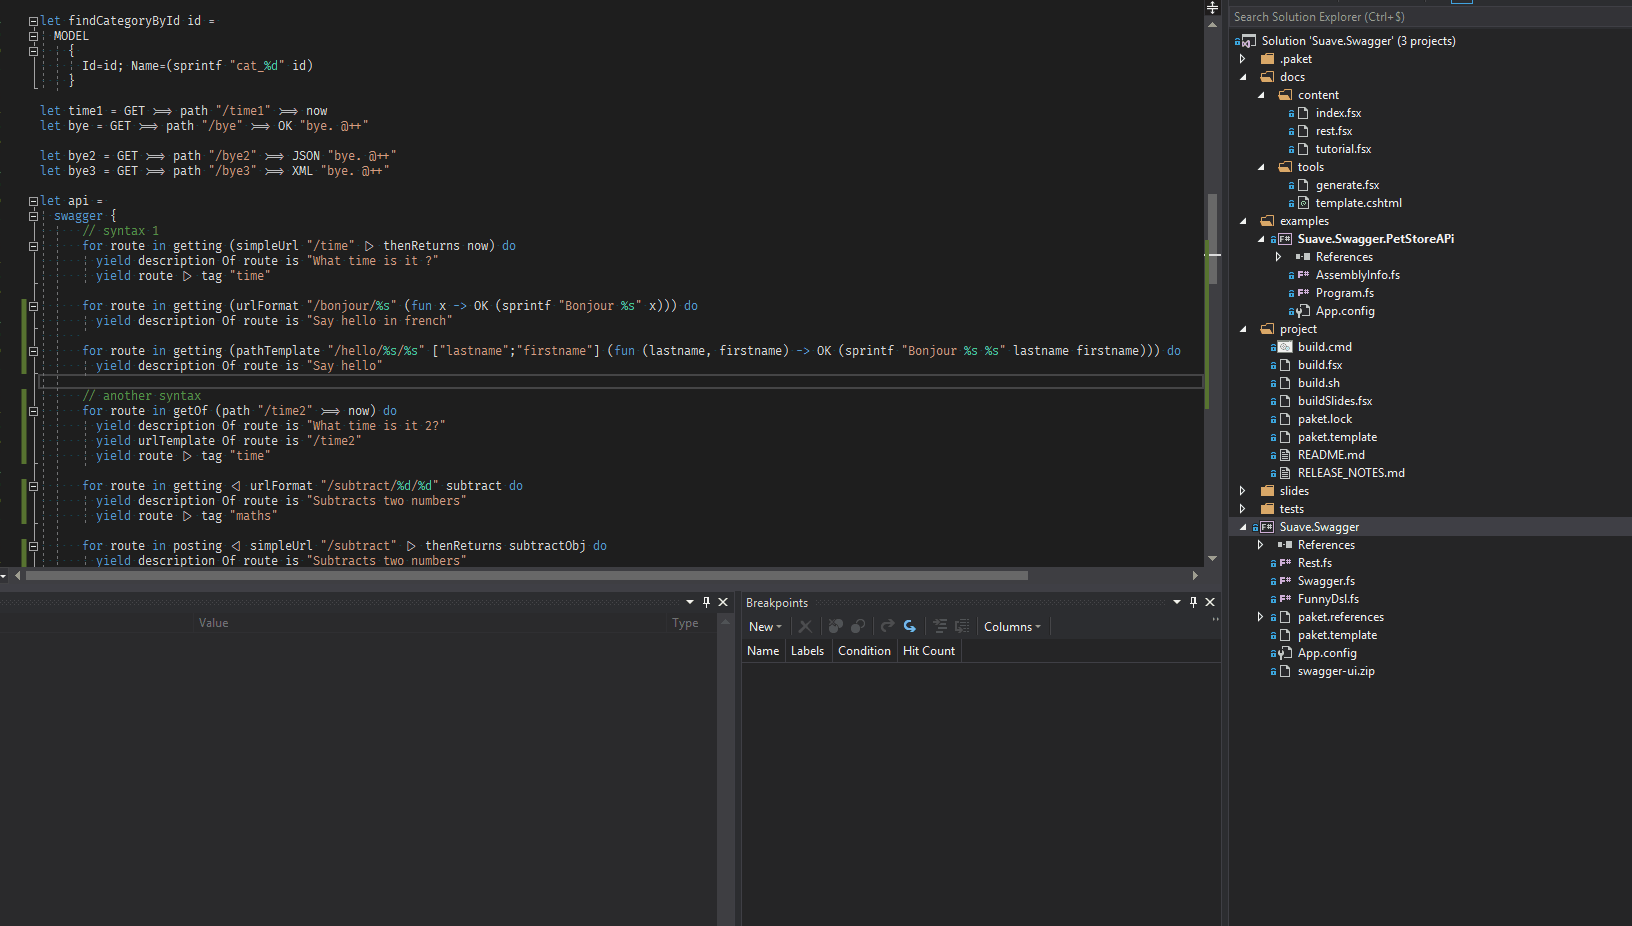 let findCategoryById id =
MODEL
{
Id=id; Name=(sprintf "cat_%d" id)
}
let time1 = GET >=> path "/time1" >=> now
let bye = GET >=> path "/bye" >=> OK "bye. @++"
let bye2 = GET >=> path "/bye2" >=> JSON "bye. @++"
let bye3 = GET >=> path "/bye3" >=> XML "bye. @++"
let api =
swagger {
// syntax 1
for route in getting (simpleUrl "/time" |> thenReturns now) do
yield description Of route is "What time is it ?"
yield route |> tag "time"
for route in getting (urlFormat "/bonjour/%s" (fun x -> OK (sprintf "Bonjour %s" x))) do
yield description Of route is "Say hello in french"
for route in getting (pathTemplate "/hello/%s/%s" ["lastname";"firstname"] (fun (lastname, firstname) -> OK (sprintf "Bonjour %s %s" lastname firstname))) do
yield description Of route is "Say hello"
// another syntax
for route in getOf (path "/time2" >=> now) do
yield description Of route is "What time is it 2?"
yield urlTemplate Of route is "/time2"
yield route |> tag "time"
for route in getting <| urlFormat "/subtract/%d/%d" subtract do
yield description Of route is "Subtracts two numbers"
yield route |> tag "maths"
for route in posting <| simpleUrl "/subtract" |> thenReturns subtractObj do
yield description Of route is "Subtracts two numbers"
Value
Type
Breakpoints
New
Columns
Name Labels Condition Hit Count
Search Solution Explorer (Ctrl+$)
Solution 'Suave.Swagger' (3 projects)
.paket
docs
content
index.fsx
rest.fsx
tutorial.fsx
tools
generate.fsx
template.cshtml
examples
F# Suave.Swagger.PetStoreAPi
References
F# AssemblyInfo.fs
F# Program.fs
App.config
project
build.cmd
build.fsx
build.sh
buildSlides.fsx
paket.lock
paket.template
README.md
RELEASE_NOTES.md
slides
tests
F# Suave.Swagger
References
F# Rest.fs
F# Swagger.fs
F# FunnyDsl.fs
paket.references
paket.template
App.config
swagger-ui.zip